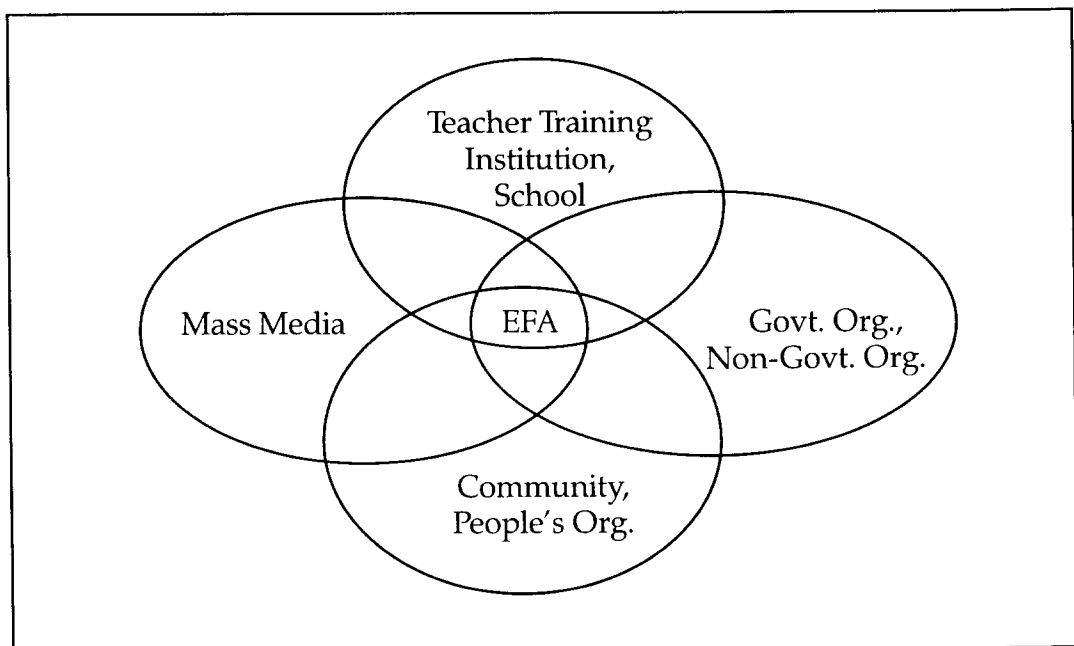 Teacher Training
Institution,
School
Mass Media
EFA
Govt. Org.,
Non-Govt. Org.
Community,
People's Org.